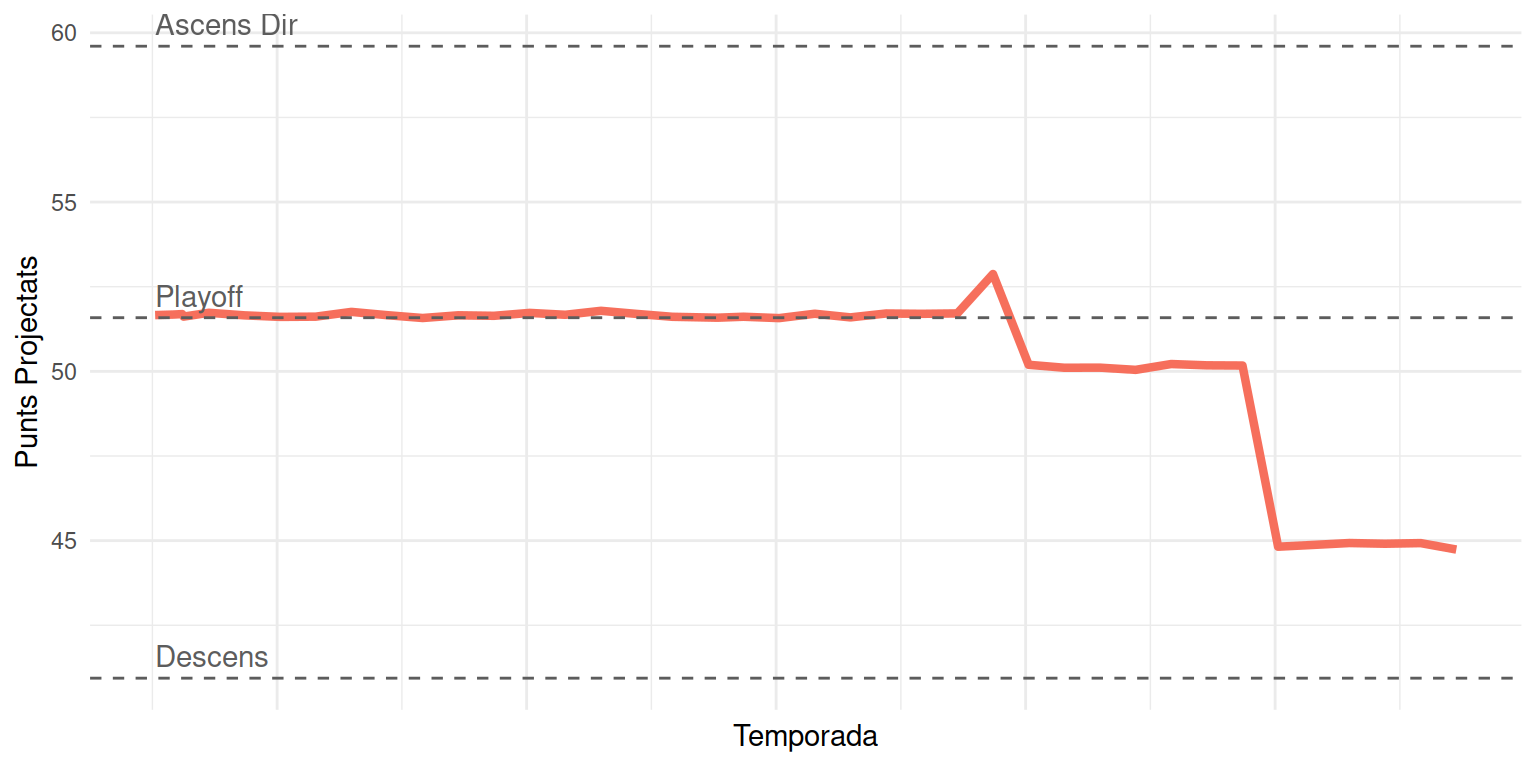 Ascens Dir
60
55
Playoff
50
45
Descens
Punts Projectats
Temporada